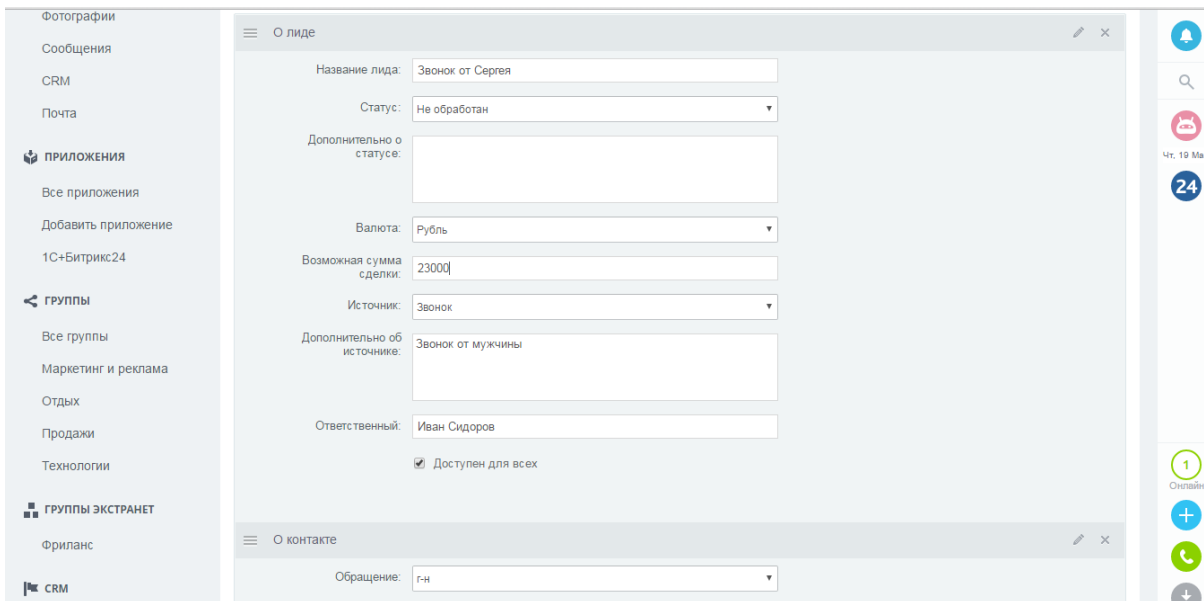 Фотографии
Сообщения
CRM
Почта
ПРИЛОЖЕНИЯ
Все приложения
Добавить приложение
1С+Битрикс24
ГРУППЫ
Все группы
Маркетинг и реклама
Отдых
Продажи
Технологии
ГРУППЫ ЭКСТРАНЕТ
Фриланс
CRM
О лиде
Название лида: Звонок от Сергея
Статус: Не обработан
Дополнительно о
статусе:
Валюта: Рубль
Возможная сумма
сделки: 23000
Источник: Звонок
Дополнительно об
источнике: Звонок от мужчины
Ответственный: Иван Сидоров
Доступен для всех
О контакте
Обращение: г-н
Чт, 19 Ма
24
1
Онлайн